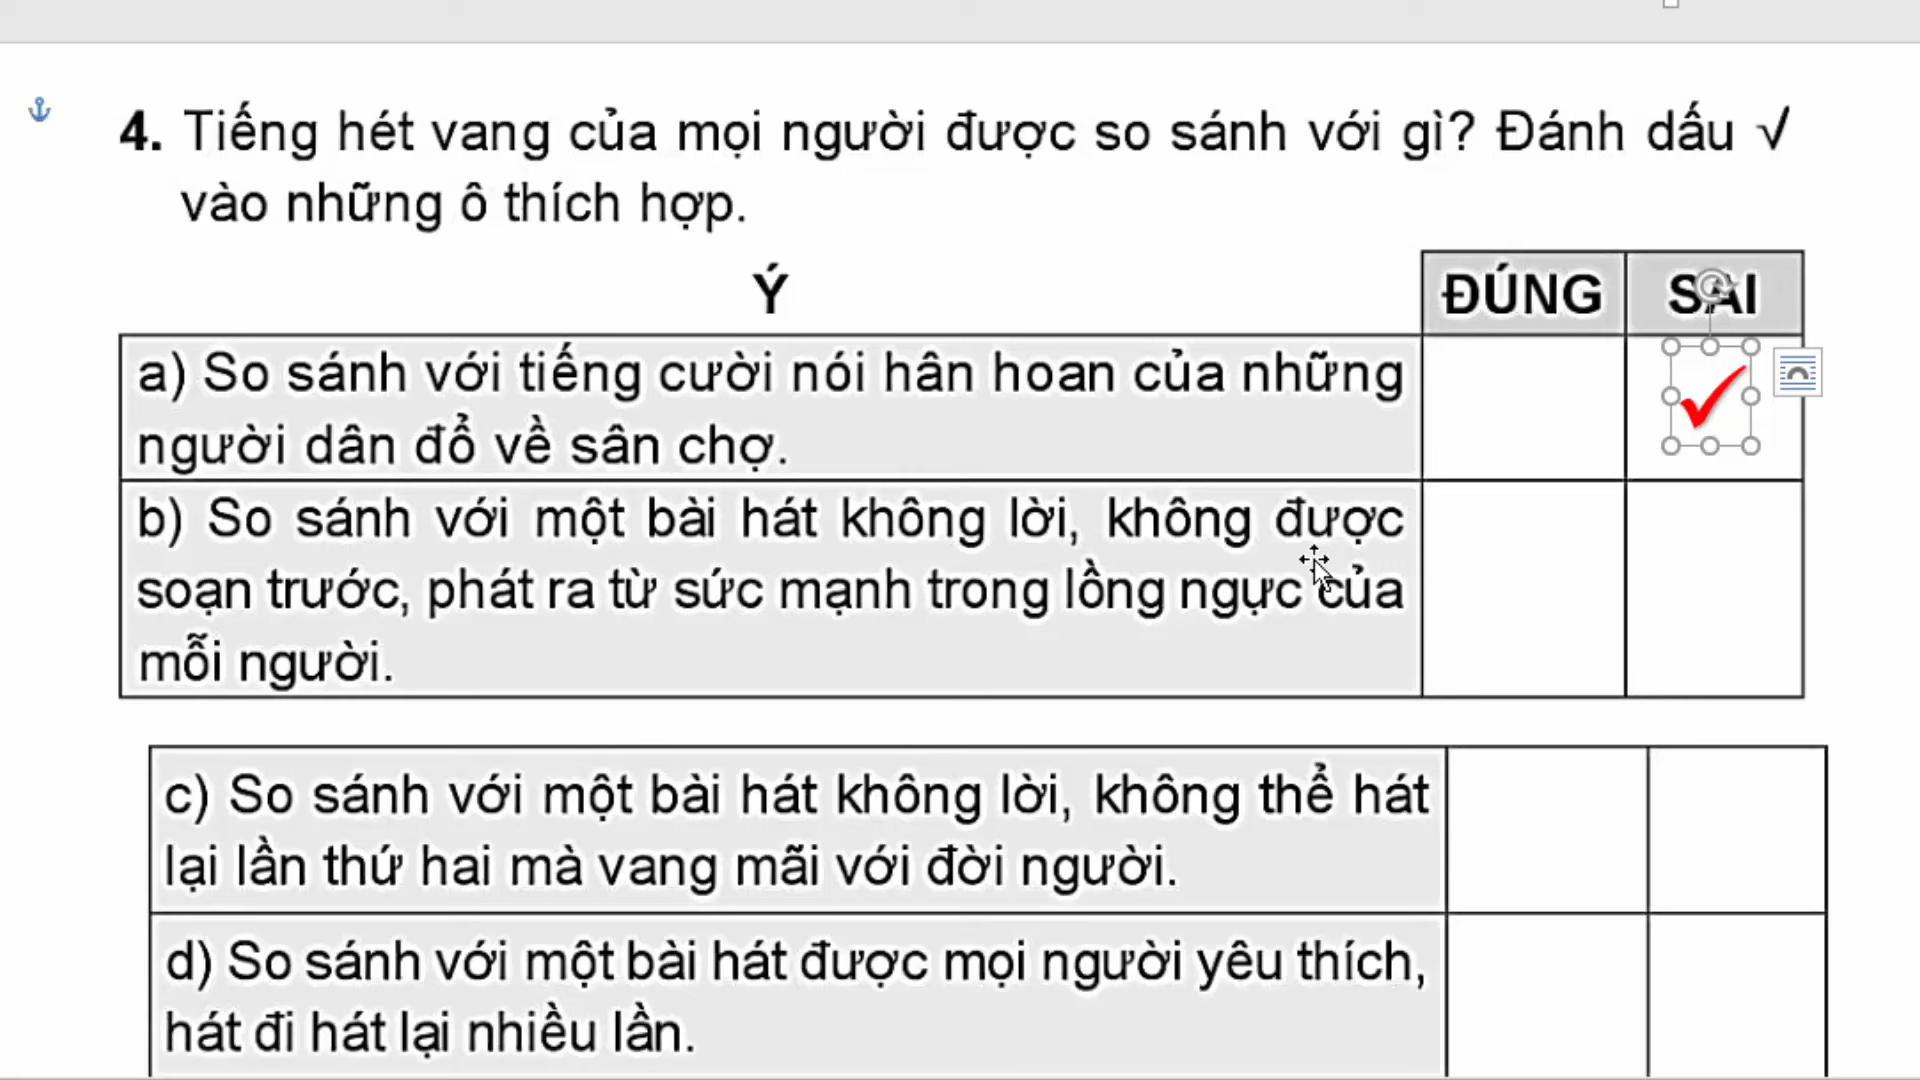 4. Tiếng hét vang của mọi người được so sánh với gì? Đánh dấu √
vào những ô thích hợp.
Ý ĐÚNG SAI
a) So sánh với tiếng cười nói hân hoan của những
người dân đổ về sân chợ.
b) So sánh với một bài hát không lời, không được
soạn trước, phát ra từ sức mạnh trong lồng ngực của
mỗi người.
c) So sánh với một bài hát không lời, không thể hát
lại lần thứ hai mà vang mãi với đời người.
d) So sánh với một bài hát được mọi người yêu thích,
hát đi hát lại nhiều lần.